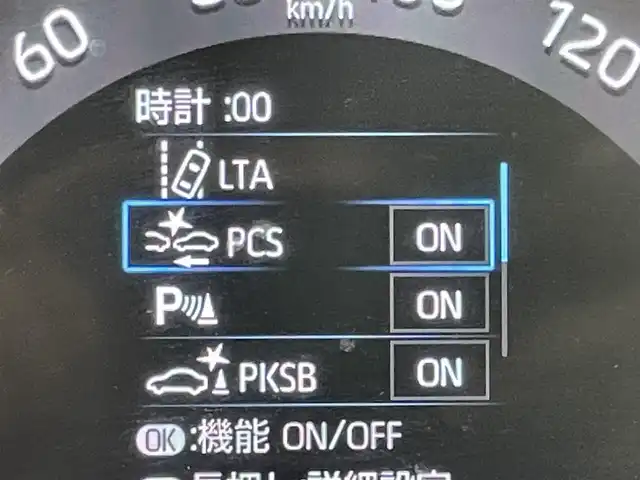 km/h
60
120
時計 :00
LTA
PCS ON
P ON
PKSB ON
OK:機能 ON/OFF